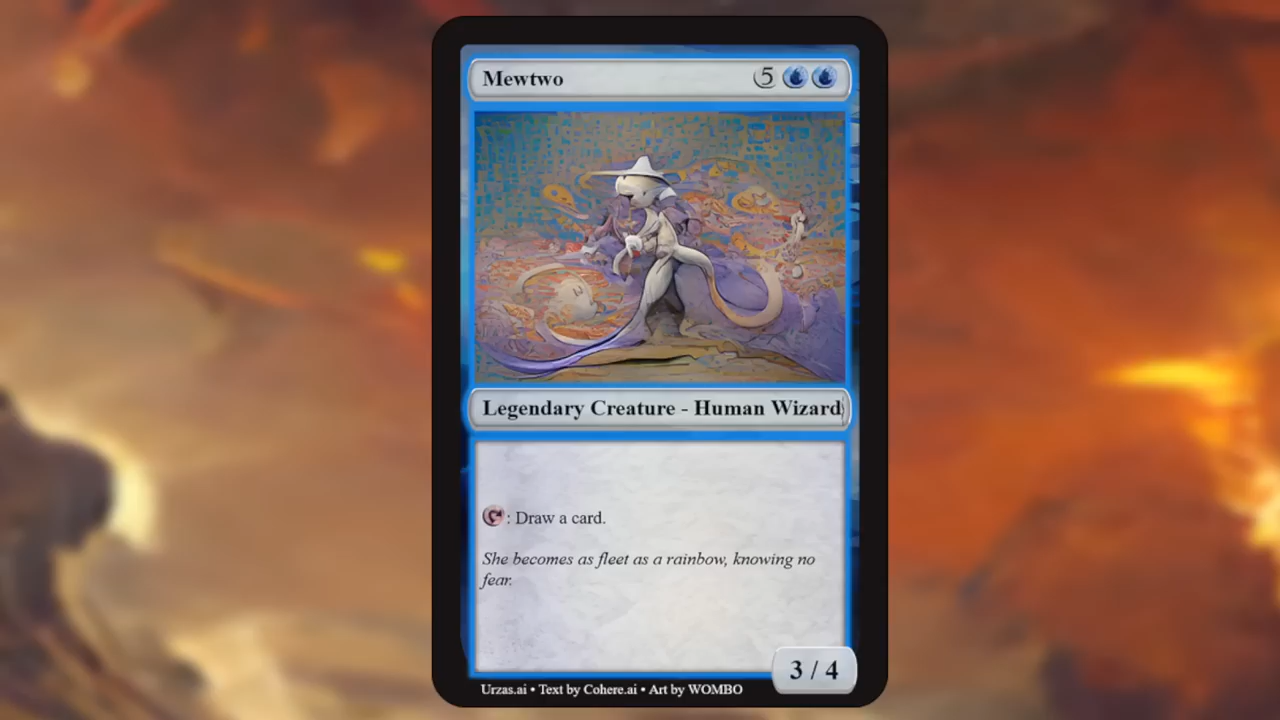 Mewtwo 5
Legendary Creature - Human Wizard
: Draw a card.
She becomes as fleet as a rainbow, knowing no
fear.
3 / 4
Urzas.ai • Text by Cohere.ai • Art by WOMBO